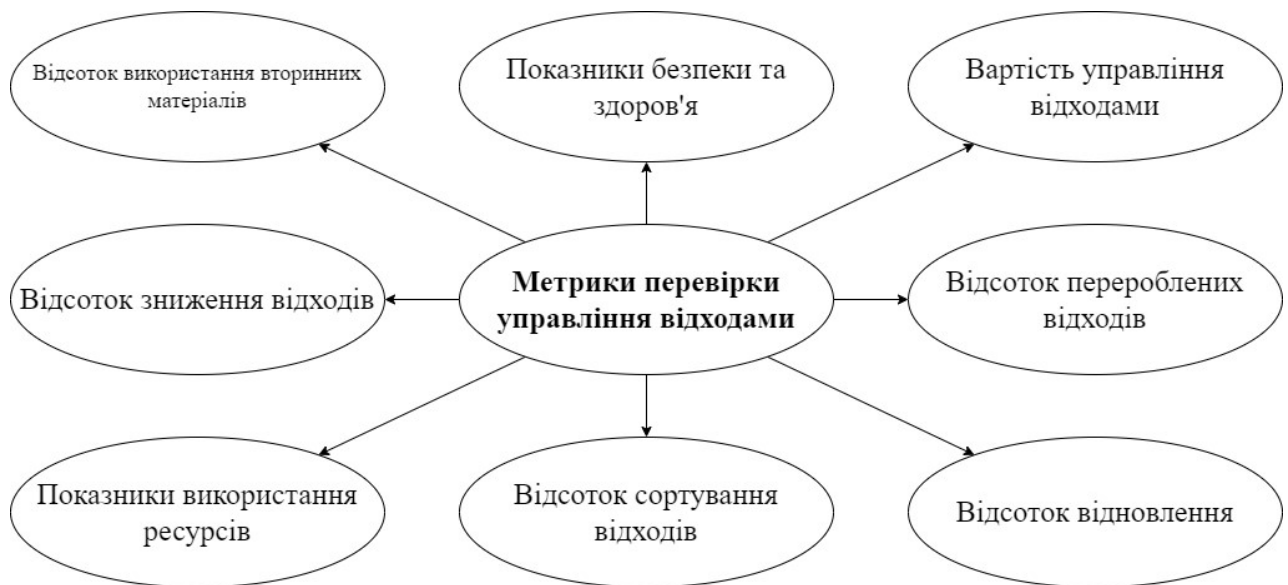 Відсоток використання вторинних
матеріалів
Показники безпеки та
здоров'я
Вартість управління
відходами
Відсоток зниження відходів
Метрики перевірки
управління відходами
Відсоток перероблених
відходів
Показники використання
ресурсів
Відсоток сортування
відходів
Відсоток відновлення